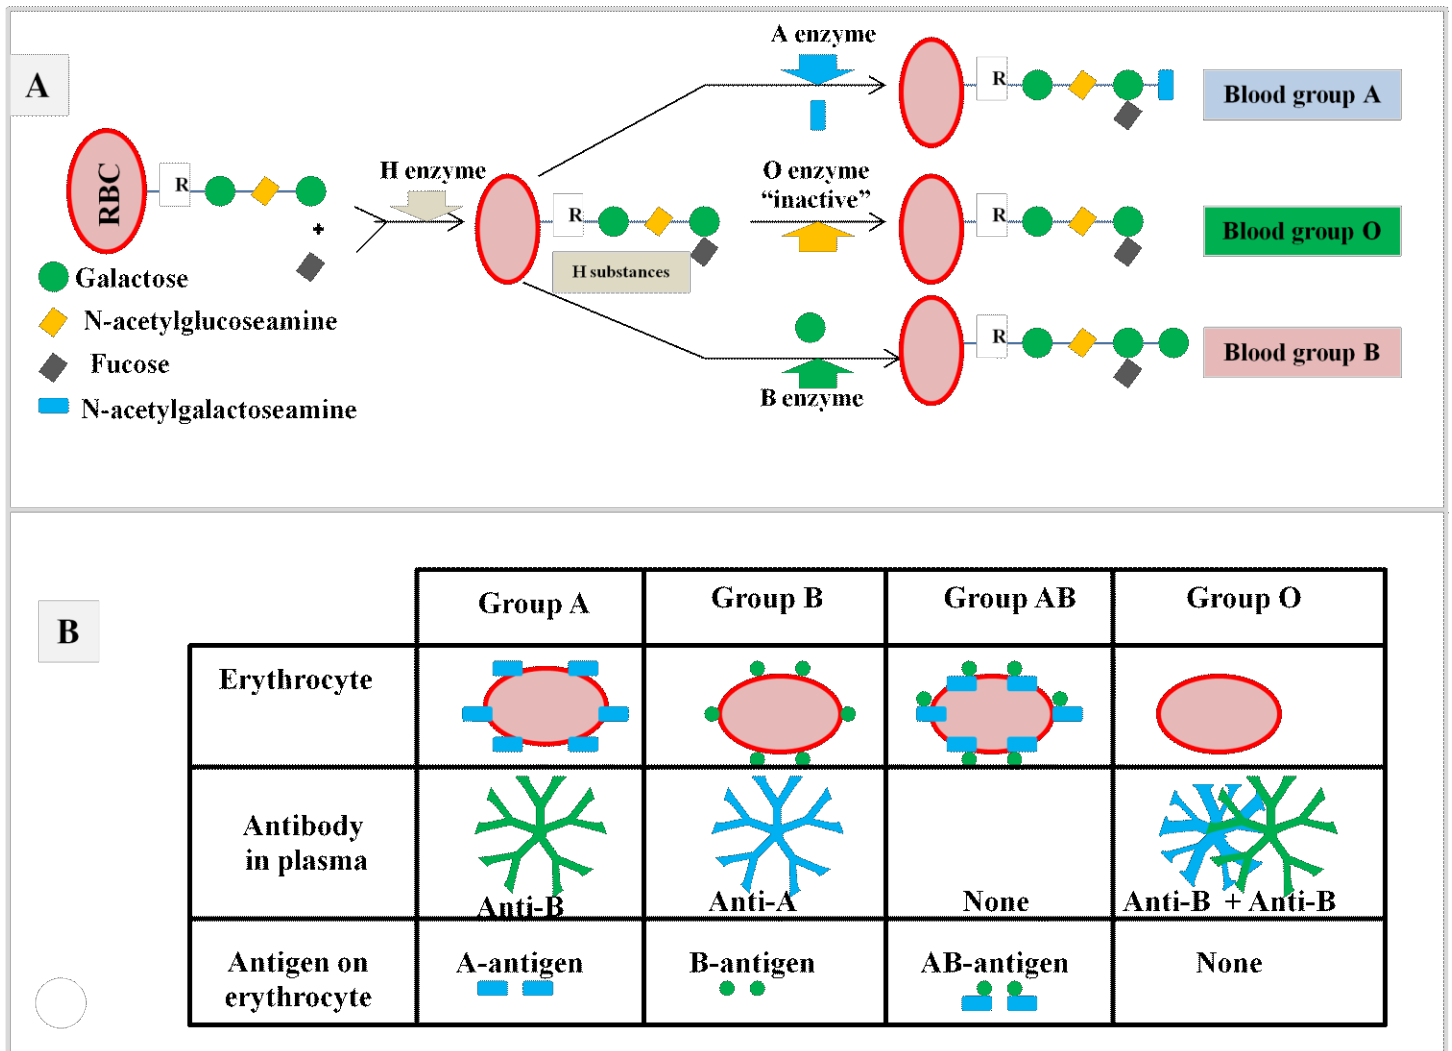 A
A enzyme
R
Blood group A
RBC
R
H enzyme
R
H substances
O enzyme
“inactive”
R
Blood group O
Galactose
N-acetylglucoseamine
Fucose
N-acetylgalactoseamine
B enzyme
R
Blood group B
B
Group A
Group B
Group AB
Group O
Erythrocyte
Antibody
in plasma
Anti-B
Anti-A
None
Anti-B + Anti-B
Antigen on
erythrocyte
A-antigen
B-antigen
AB-antigen
None